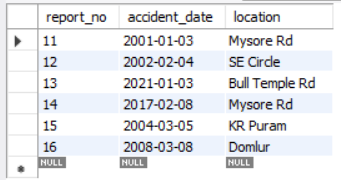 report_no accident_date location
11 2001-01-03 Mysore Rd
12 2002-02-04 SE Circle
13 2021-01-03 Bull Temple Rd
14 2017-02-08 Mysore Rd
15 2004-03-05 KR Puram
16 2008-03-08 Domlur
NULL NULL NULL